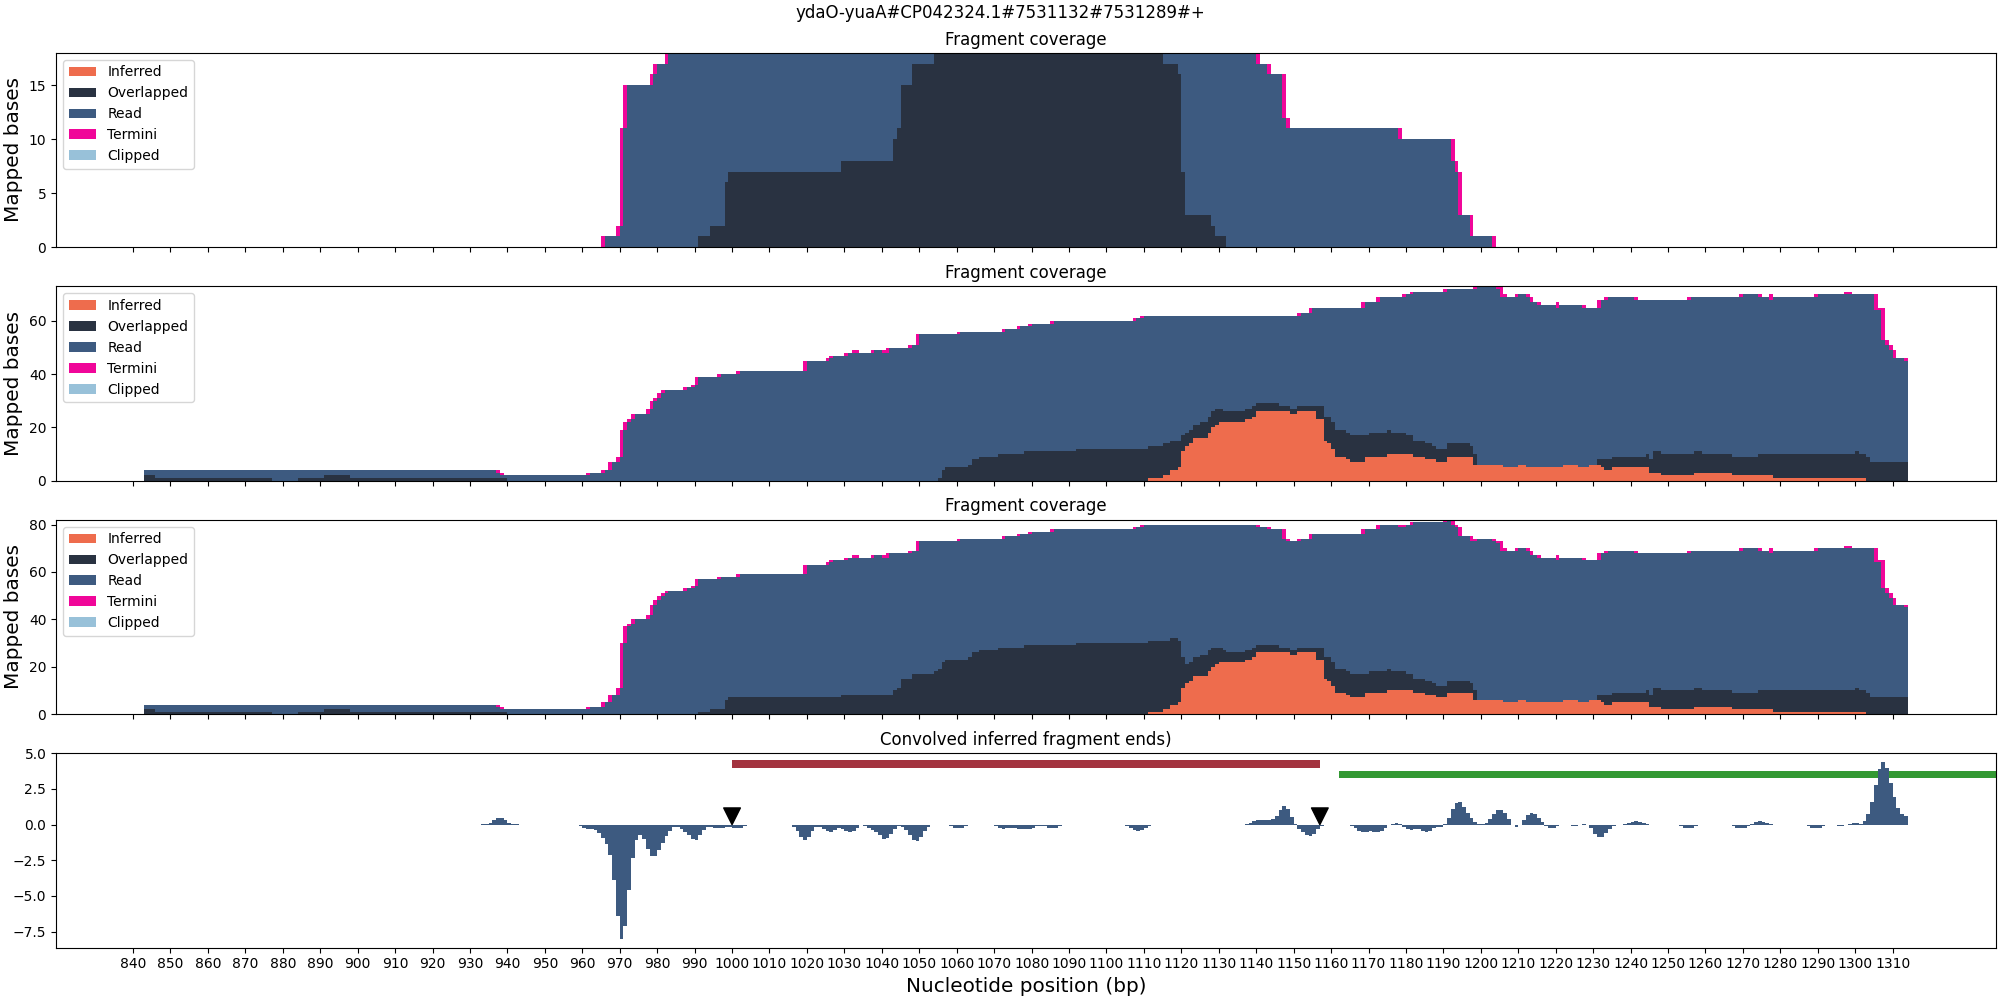 ydaO-yuaA#CP042324.1#7531132#7531289#+
Fragment coverage
Mapped bases
15
10
5
0
Inferred
Overlapped
Read
Termini
Clipped
Fragment coverage
Mapped bases
60
40
20
0
Inferred
Overlapped
Read
Termini
Clipped
Fragment coverage
Mapped bases
80
60
40
20
0
Inferred
Overlapped
Read
Termini
Clipped
Convolved inferred fragment ends)
5.0
2.5
0.0
−2.5
−5.0
−7.5
840 850 860 870 880 890 900 910 920 930 940 950 960 970 980 990 1000 1010 1020 1030 1040 1050 1060 1070 1080 1090 1100 1110 1120 1130 1140 1150 1160 1170 1180 1190 1200 1210 1220 1230 1240 1250 1260 1270 1280 1290 1300 1310
Nucleotide position (bp)